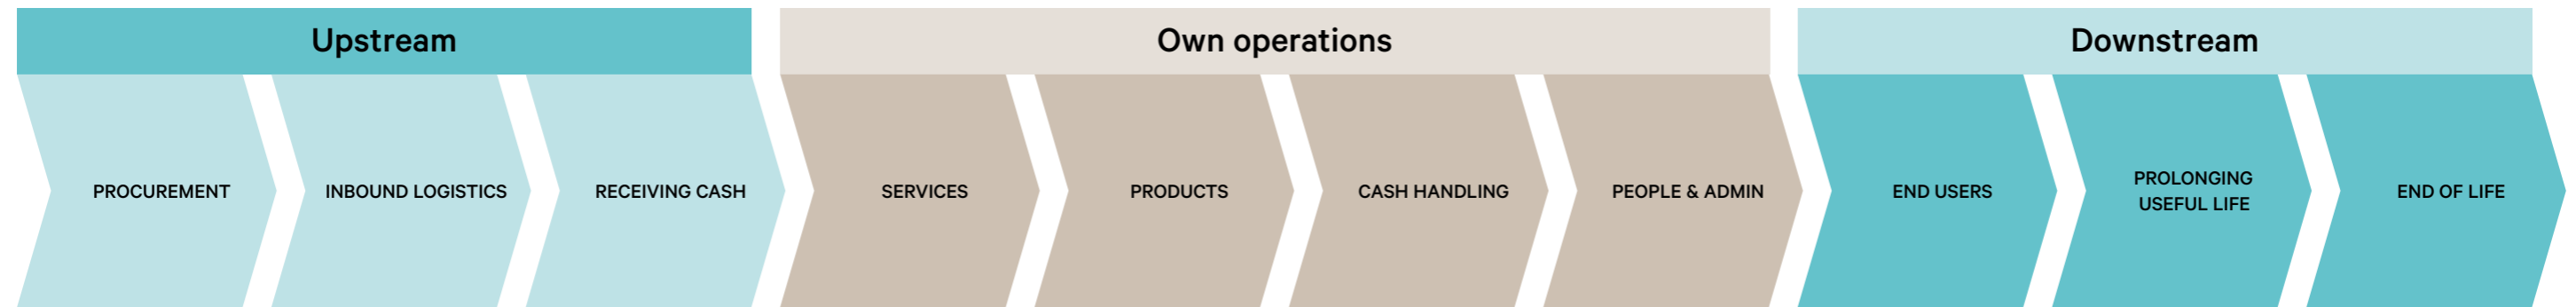 Upstream
Own operations
Downstream
PROCUREMENT
INBOUND LOGISTICS
RECEIVING CASH
SERVICES
PRODUCTS
CASH HANDLING
PEOPLE & ADMIN
END USERS
PROLONGING
USEFUL LIFE
END OF LIFE